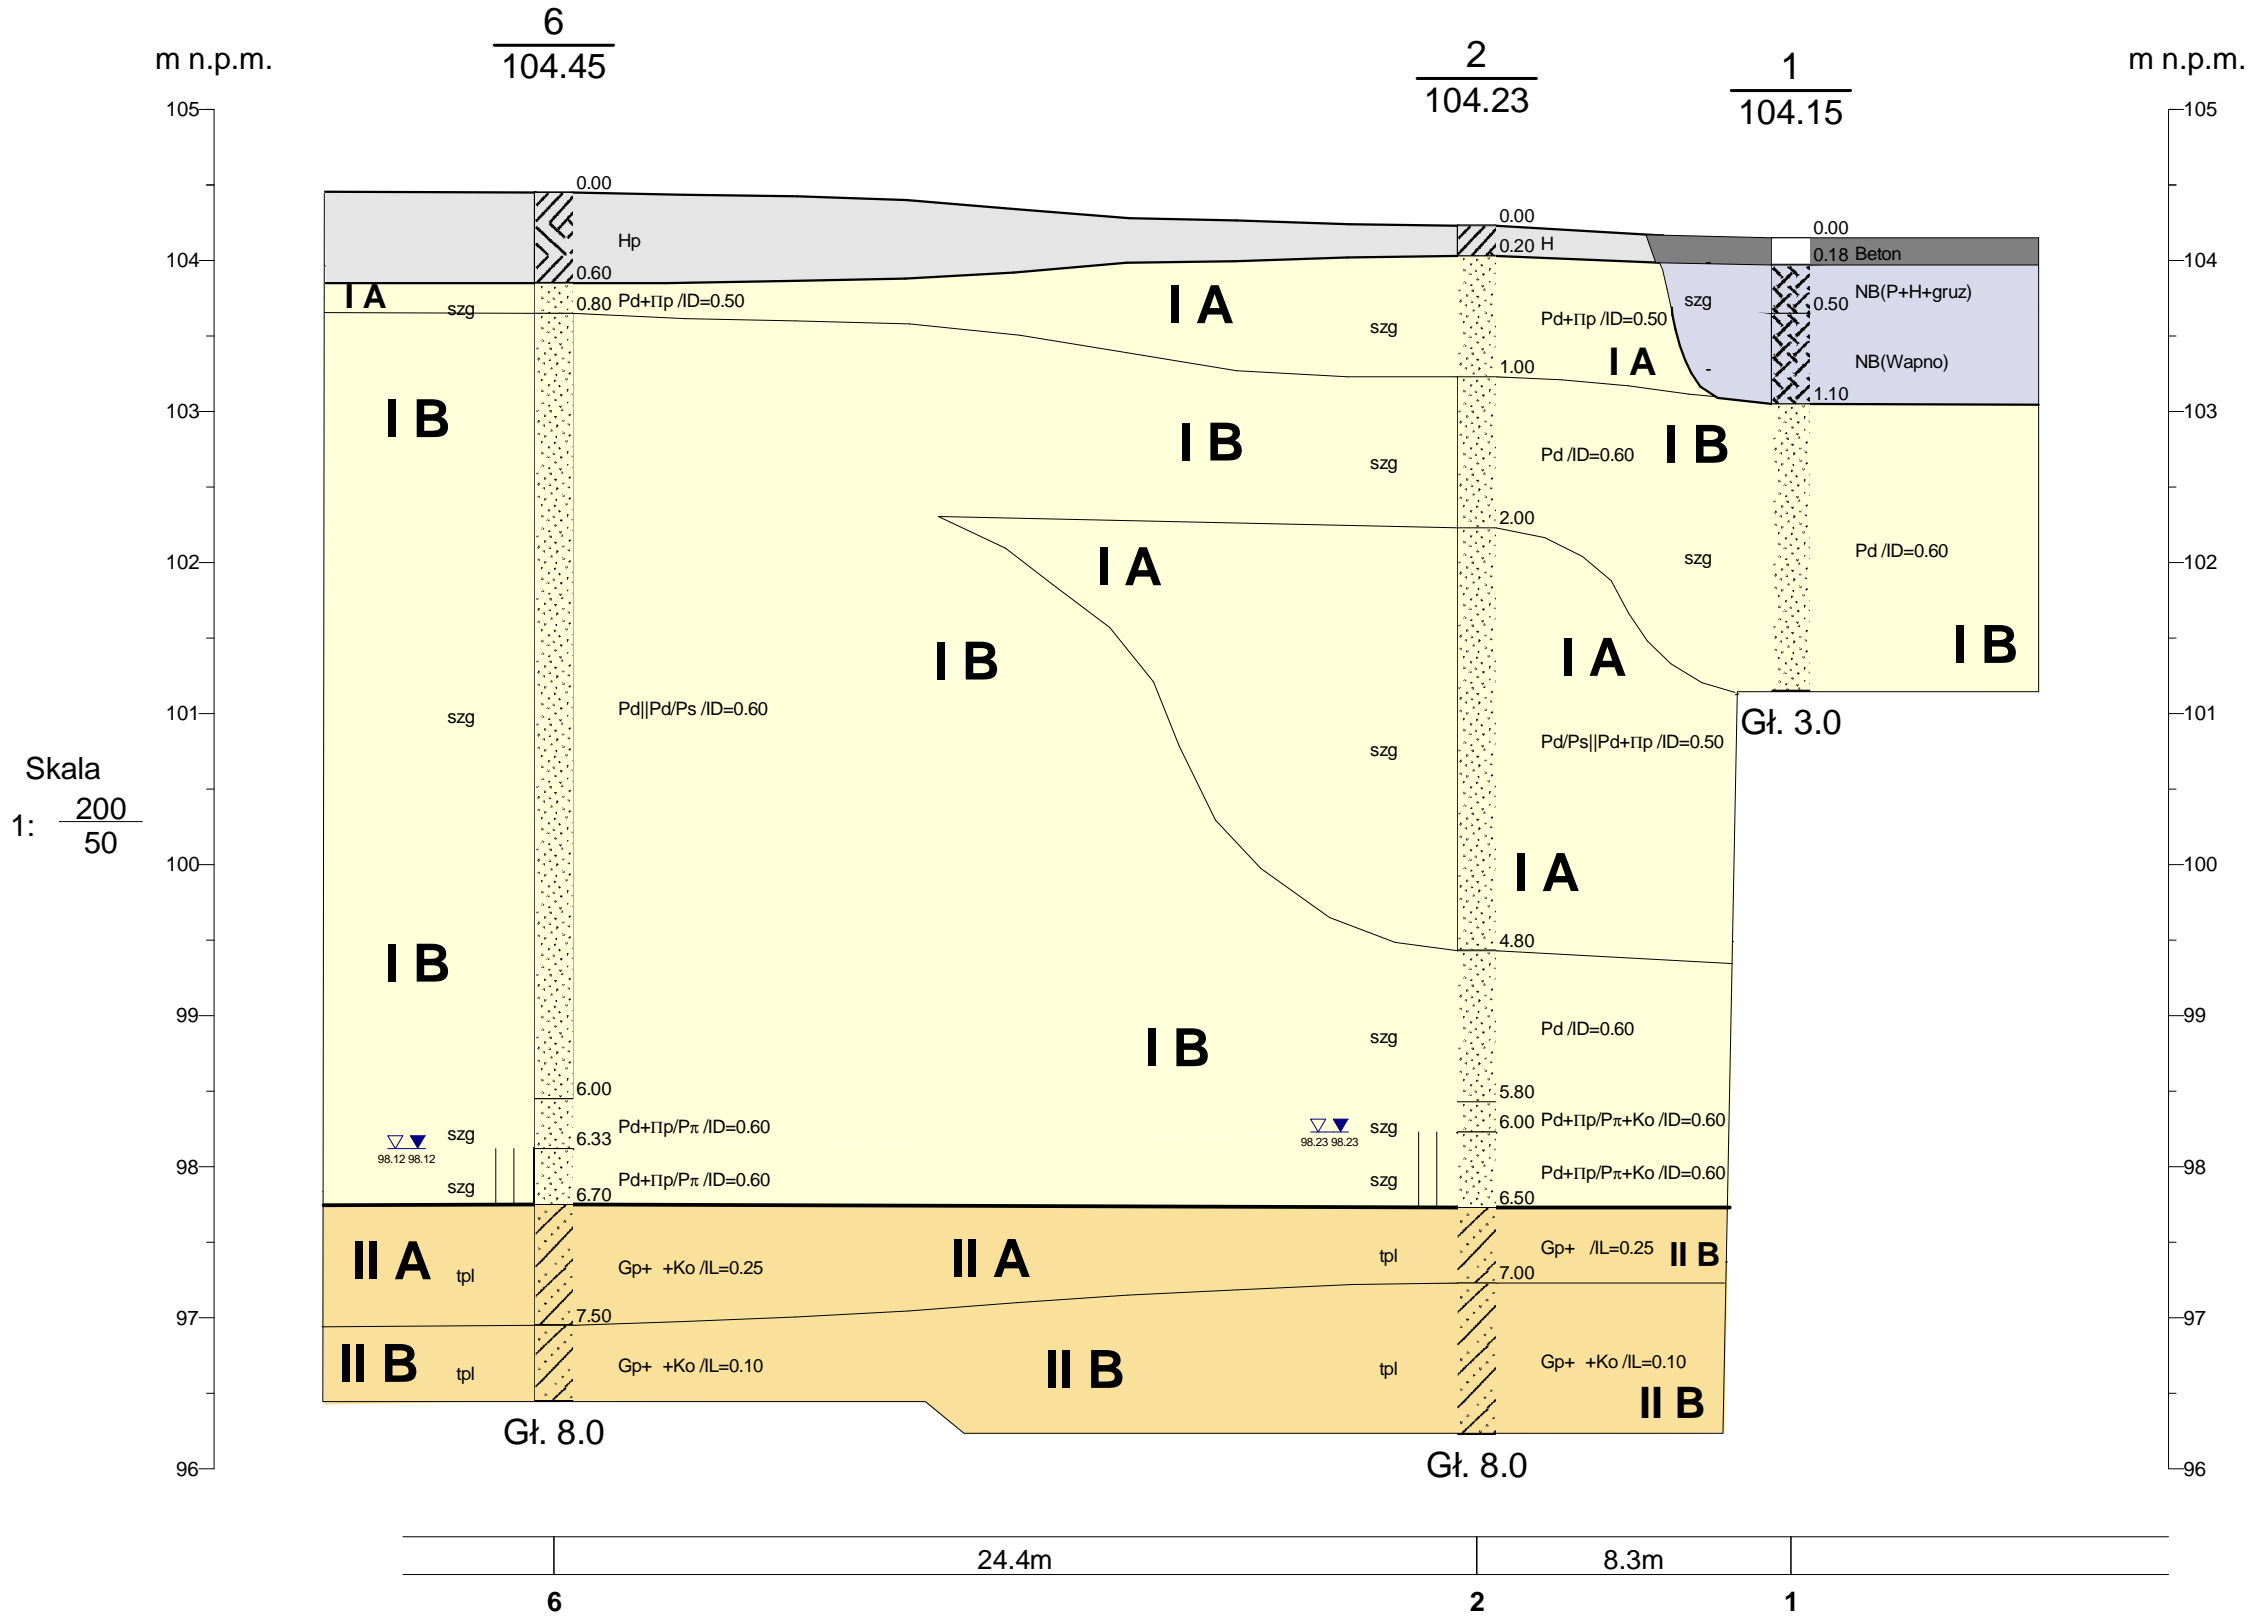 6
104.45
2
104.23
1
104.15
m n.p.m.
m n.p.m.
105
104
103
102
101
100
99
98
97
96
105
104
103
102
101
100
99
98
97
96
Skala
1: 200
50
0.00
Hp
0.60
I A
szg
0.80 Pd+Πp /ID=0.50
I B
szg
Pd||Pd/Ps /ID=0.60
I B
6.00
szg
Pd+Πp/Pπ /ID=0.60
6.33
98.12 98.12
szg
Pd+Πp/Pπ /ID=0.60
6.70
II A
tpl
Gp+ +Ko /IL=0.25
7.50
II B
tpl
Gp+ +Ko /IL=0.10
Gł. 8.0
I A
I B
I A
I B
I B
II A
II B
0.00
0.20 H
szg
Pd+Πp /ID=0.50
I A
1.00
szg
Pd /ID=0.60
I B
2.00
I A
szg
Pd/Ps||Pd+Πp /ID=0.50
I A
4.80
szg
Pd /ID=0.60
5.80
szg
6.00 Pd+Πp/Pπ+Ko /ID=0.60
98.23 98.23
szg
Pd+Πp/Pπ+Ko /ID=0.60
6.50
tpl
Gp+ /IL=0.25
II B
7.00
tpl
Gp+ +Ko /IL=0.10
II B
Gł. 8.0
0.00
-
0.18 Beton
szg
NB(P+H+gruz)
0.50
-
NB(Wapno)
1.10
szg
Pd /ID=0.60
I B
Gł. 3.0
24.4m
8.3m
6
2
1